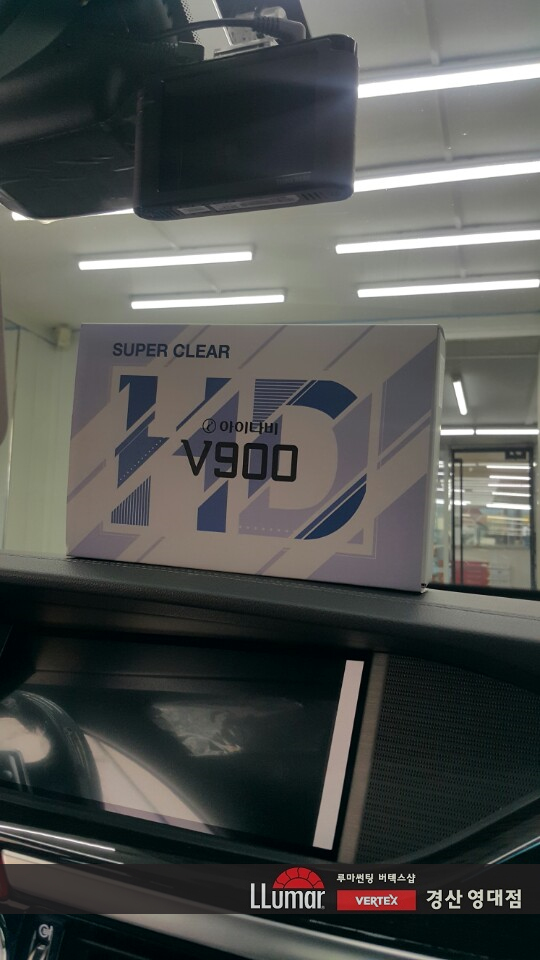 SUPER CLEAR
HD
아이타비
V900
LLumar
루마썬팅 버텍스샵
VERTEX
경산 영대점